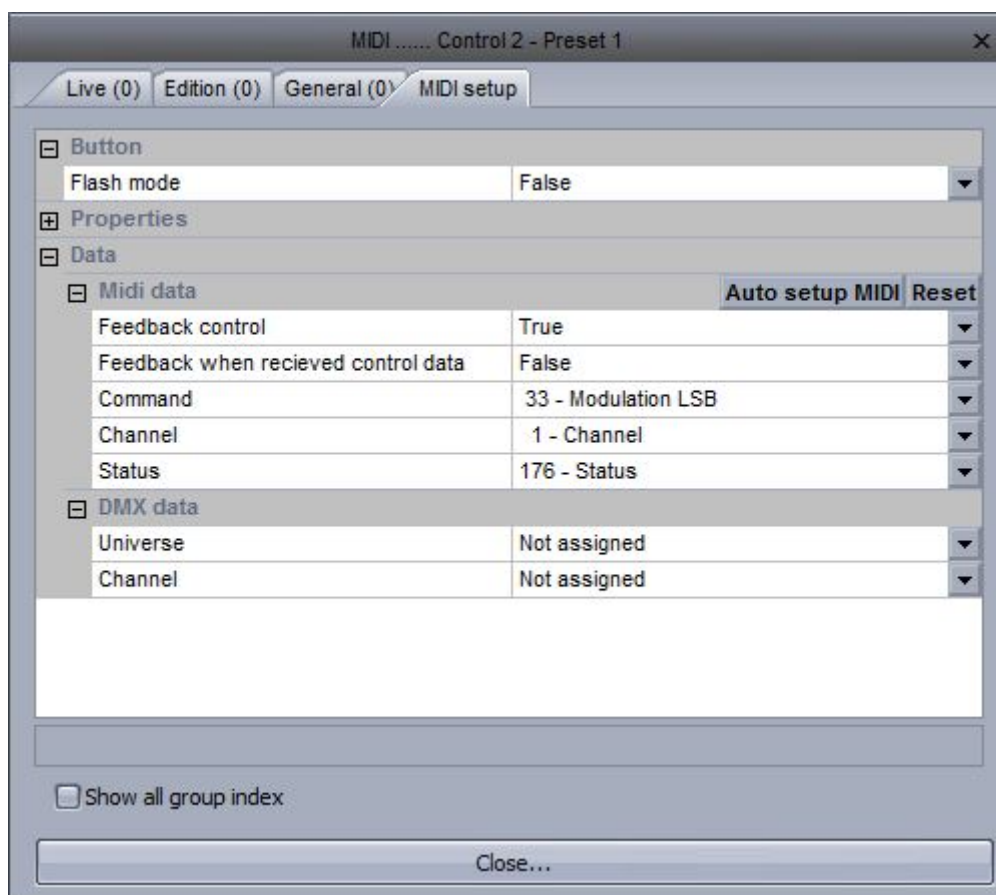 MIDI ...... Control 2 - Preset 1
Live (0) Edition (0) General (0) MIDI setup
Button
Flash mode False
Properties
Data
Midi data Auto setup MIDI Reset
Feedback control True
Feedback when recieved control data False
Command 33 - Modulation LSB
Channel 1 - Channel
Status 176 - Status
DMX data
Universe Not assigned
Channel Not assigned
Show all group index
Close...